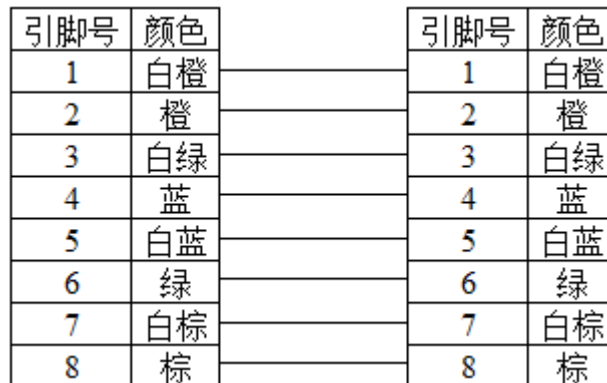 引脚号 颜色 引脚号 颜色
1 白橙 1 白橙
2 橙 2 橙
3 白绿 3 白绿
4 蓝 4 蓝
5 白蓝 5 白蓝
6 绿 6 绿
7 白棕 7 白棕
8 棕 8 棕